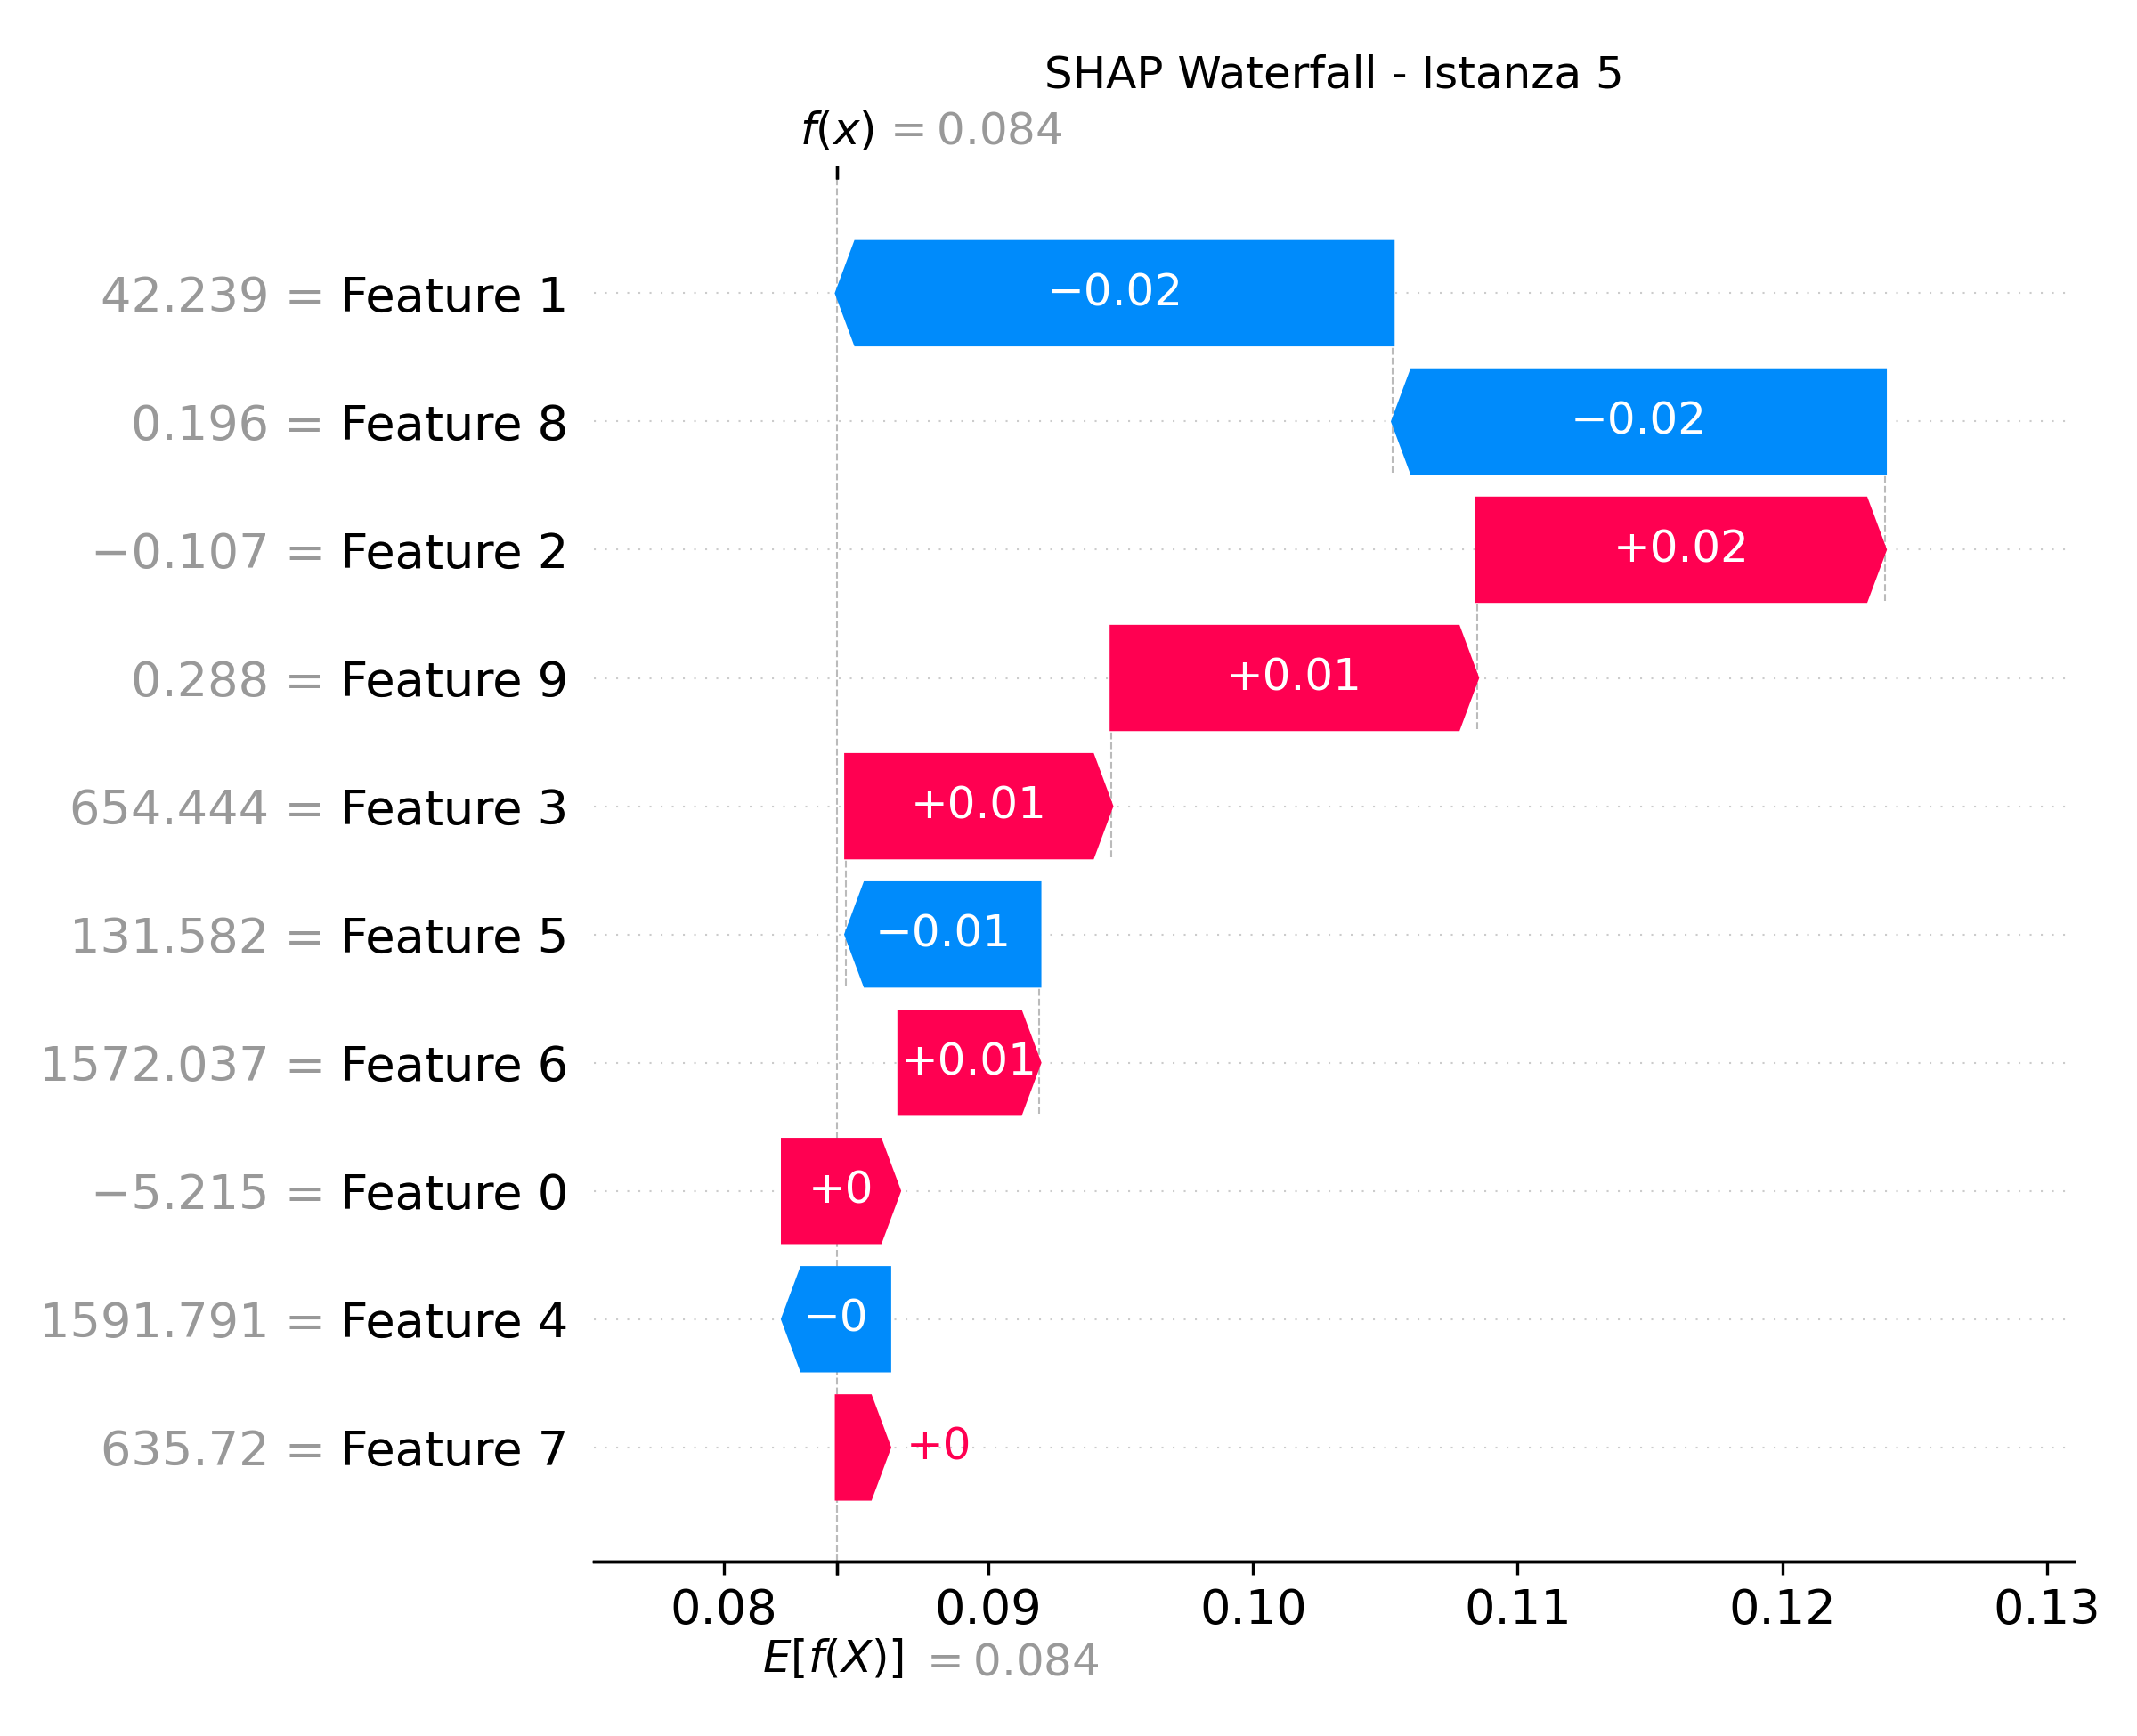 SHAP Waterfall - Istanza 5
f(x) = 0.084
42.239 = Feature 1
−0.02
0.196 = Feature 8
−0.02
−0.107 = Feature 2
+0.02
0.288 = Feature 9
+0.01
654.444 = Feature 3
+0.01
131.582 = Feature 5
−0.01
1572.037 = Feature 6
+0.01
−5.215 = Feature 0
+0
1591.791 = Feature 4
−0
635.72 = Feature 7
+0
0.08 0.09 0.10 0.11 0.12 0.13
E[f(X)] = 0.084